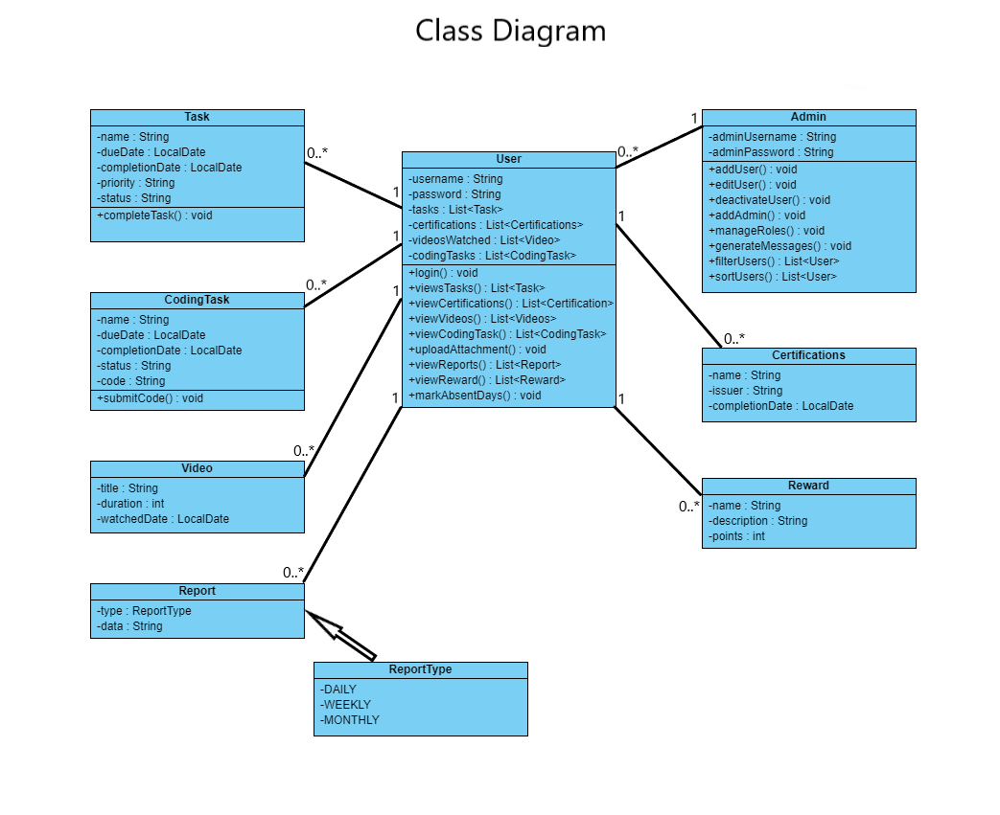 Class Diagram
Task
-name : String
-dueDate : LocalDate
-completionDate : LocalDate
-priority : String
-status : String
+completeTask() : void
0..*
1
User
-username : String
-password : String
-tasks : List<Task>
-certifications : List<Certifications>
-videosWatched : List<Video>
-codingTasks : List<CodingTask>
+login() : void
+viewsTasks() : List<Task>
+viewCertifications() : List<Certification>
+viewVideos() : List<Videos>
+viewCodingTask() : List<CodingTask>
+uploadAttachment() : void
+viewReports() : List<Report>
+viewReward() : List<Reward>
+markAbsentDays() : void
0..*
1
Admin
-adminUsername : String
-adminPassword : String
+addUser() : void
+editUser() : void
+deactivateUser() : void
+addAdmin() : void
+manageRoles() : void
+generateMessages() : void
+filterUsers() : List<User>
+sortUsers() : List<User>
1
0..*
CodingTask
-name : String
-dueDate : LocalDate
-completionDate : LocalDate
-status : String
-code : String
+submitCode() : void
1
0..*
Certifications
-name : String
-issuer : String
-completionDate : LocalDate
1
0..*
Video
-title : String
-duration : int
-watchedDate : LocalDate
1
0..*
Reward
-name : String
-description : String
-points : int
1
0..*
Report
-type : ReportType
-data : String
ReportType
-DAILY
-WEEKLY
-MONTHLY